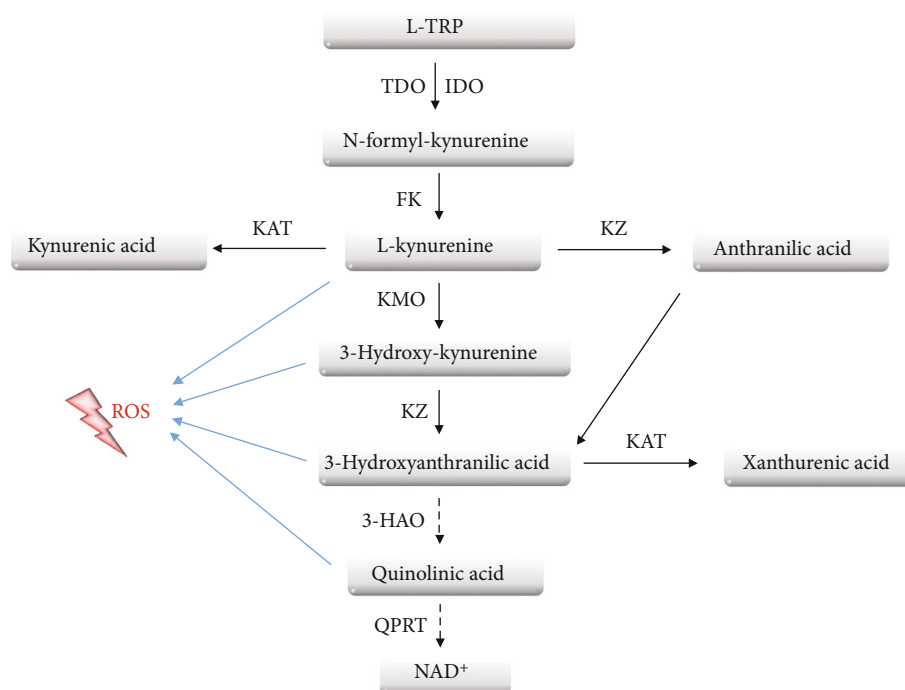 L-TRP
TDO IDO
N-formyl-kynurenine
FK
Kynurenic acid
KAT
L-kynurenine
KZ
Anthranilic acid
KMO
3-Hydroxy-kynurenine
ROS
KZ
3-Hydroxyanthranilic acid
KAT
Xanthurenic acid
3-HAO
Quinolinic acid
QPRT
NAD⁺